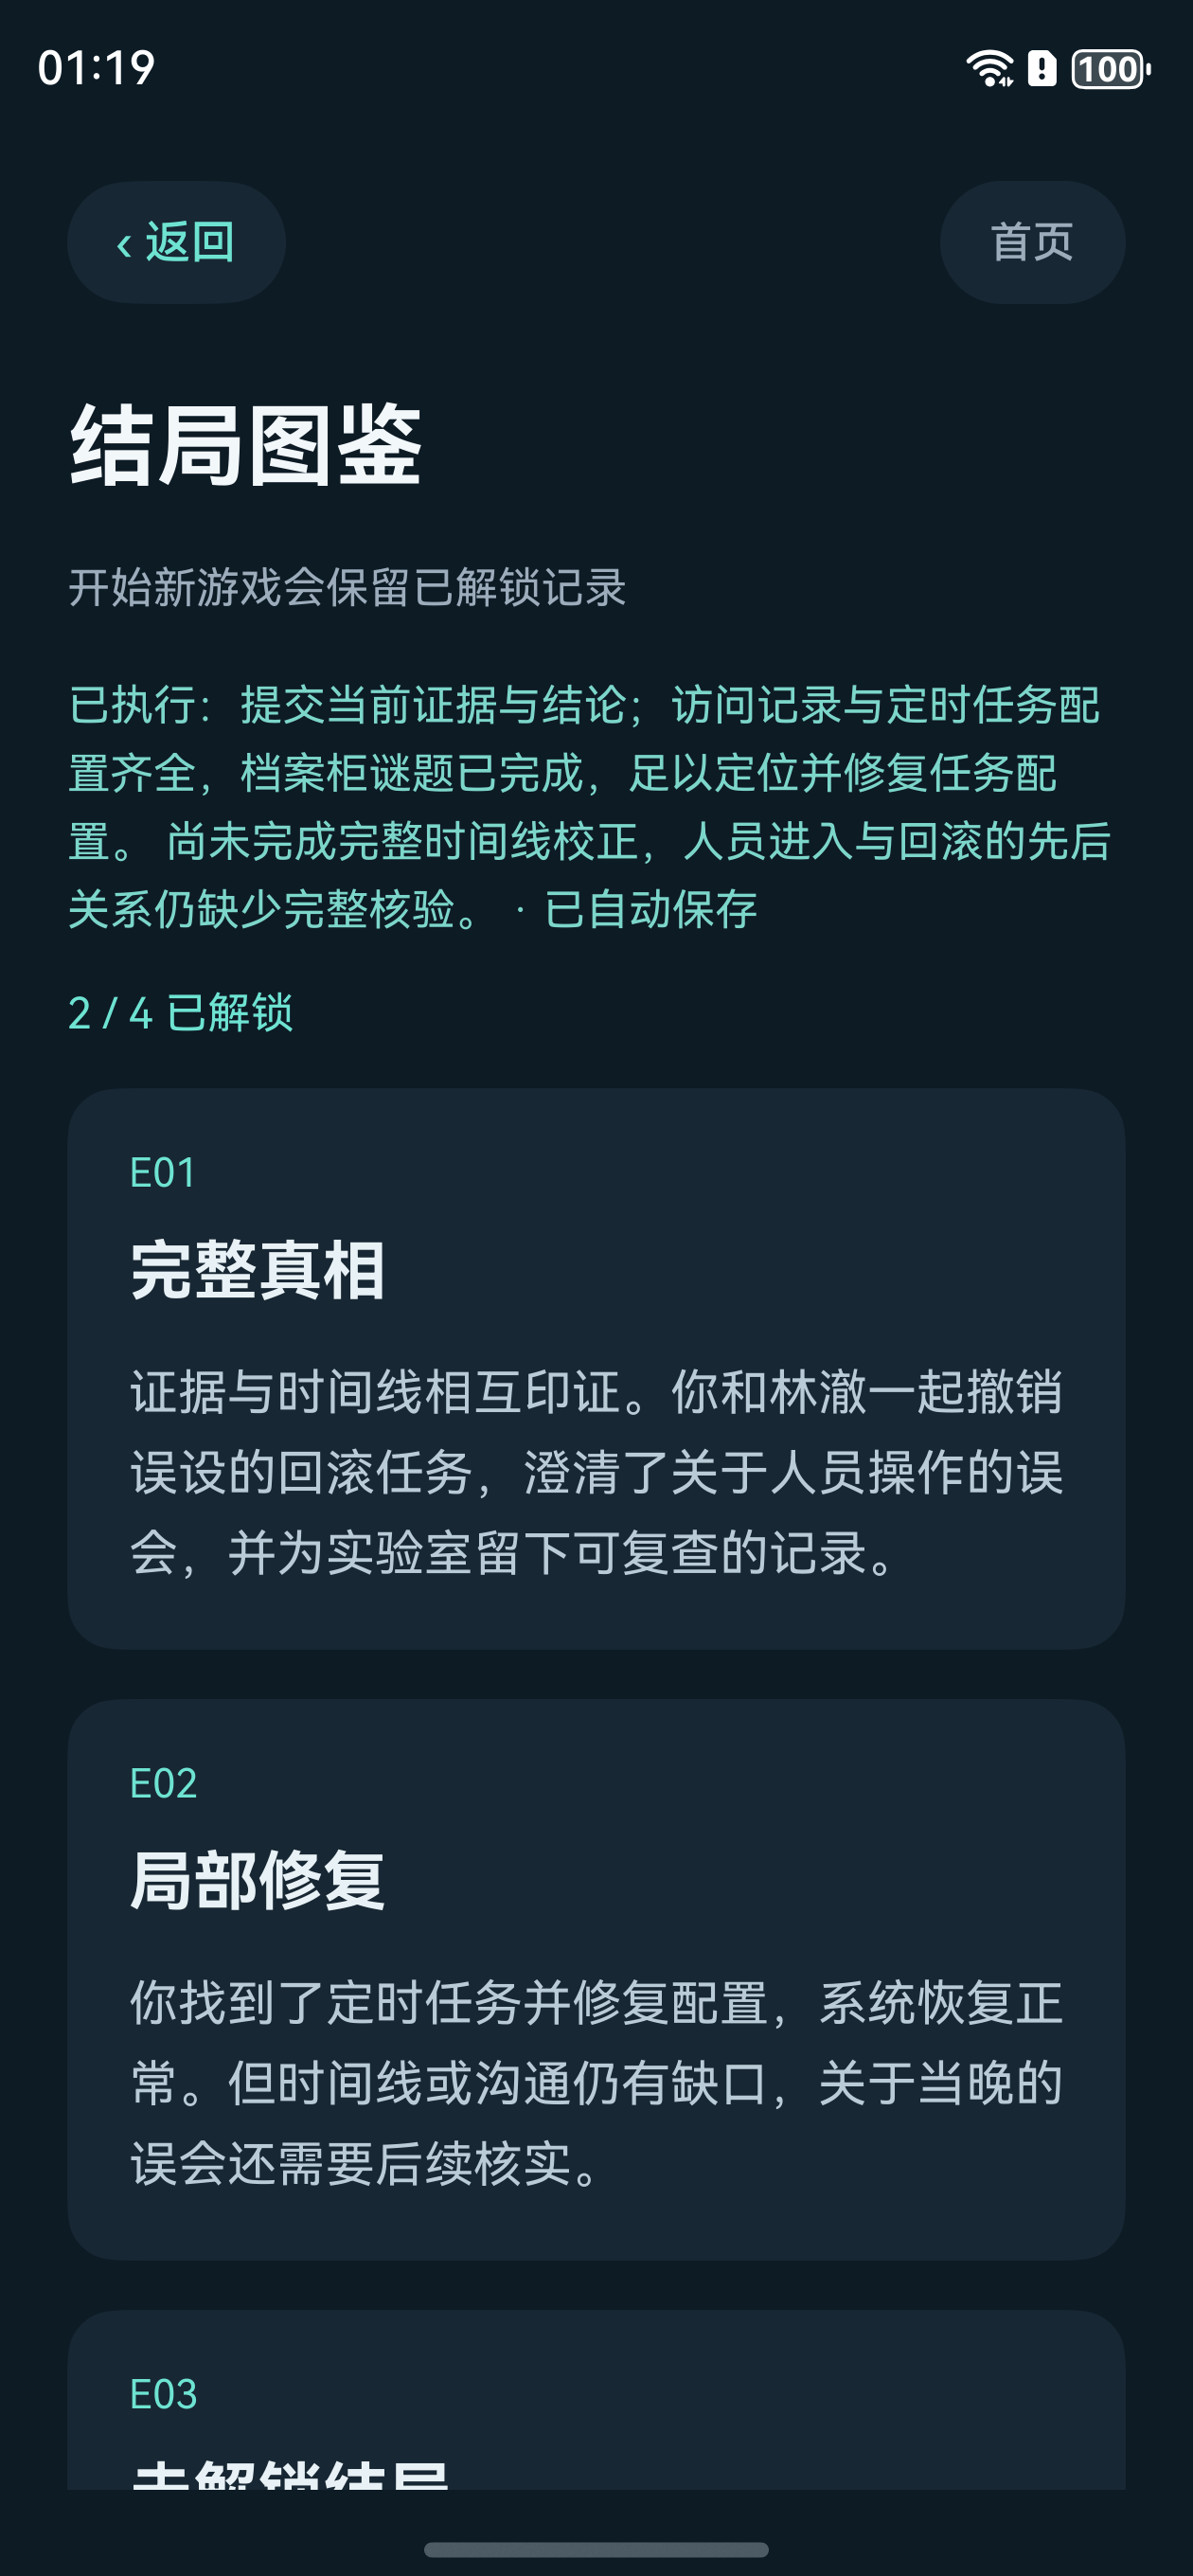 01:19
100
‹ 返回
首页
结局图鉴
开始新游戏会保留已解锁记录
已执行：提交当前证据与结论；访问记录与定时任务配
置齐全，档案柜谜题已完成，足以定位并修复任务配
置。 尚未完成完整时间线校正，人员进入与回滚的先后
关系仍缺少完整核验。 · 已自动保存
2 / 4 已解锁
E01
完整真相
证据与时间线相互印证。你和林澈一起撤销
误设的回滚任务，澄清了关于人员操作的误
会，并为实验室留下可复查的记录。
E02
局部修复
你找到了定时任务并修复配置，系统恢复正
常。但时间线或沟通仍有缺口，关于当晚的
误会还需要后续核实。
E03
未解锁结局